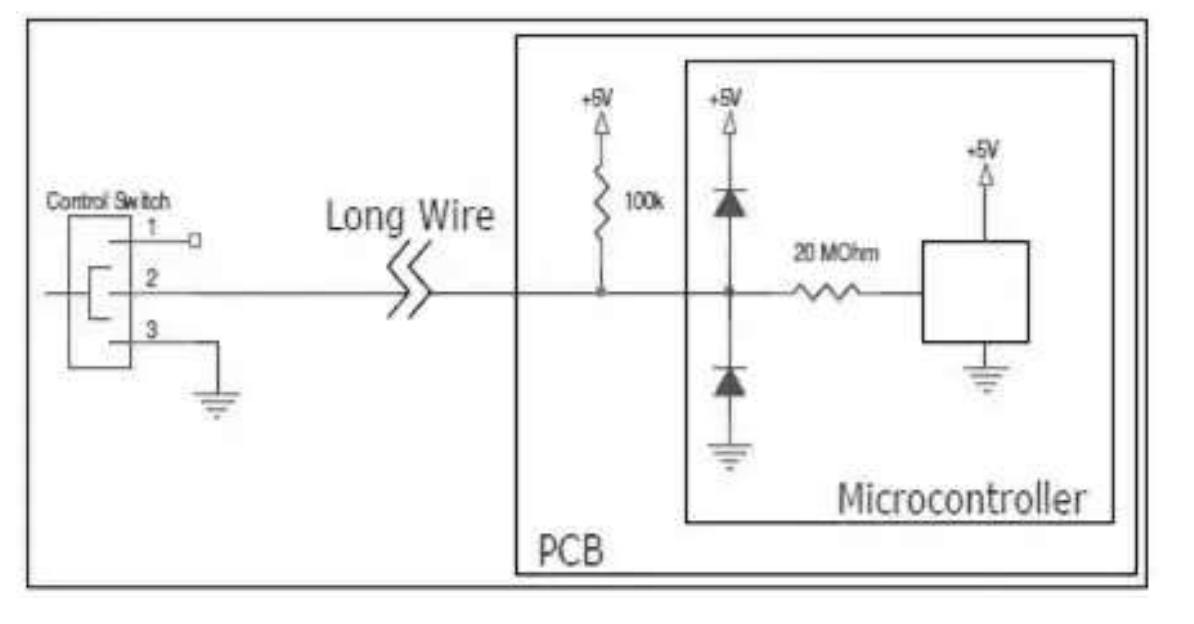 +5V
+5V
+5V
Control Switch
1
Long Wire
100k
2
20 MOhm
3
Microcontroller
PCB